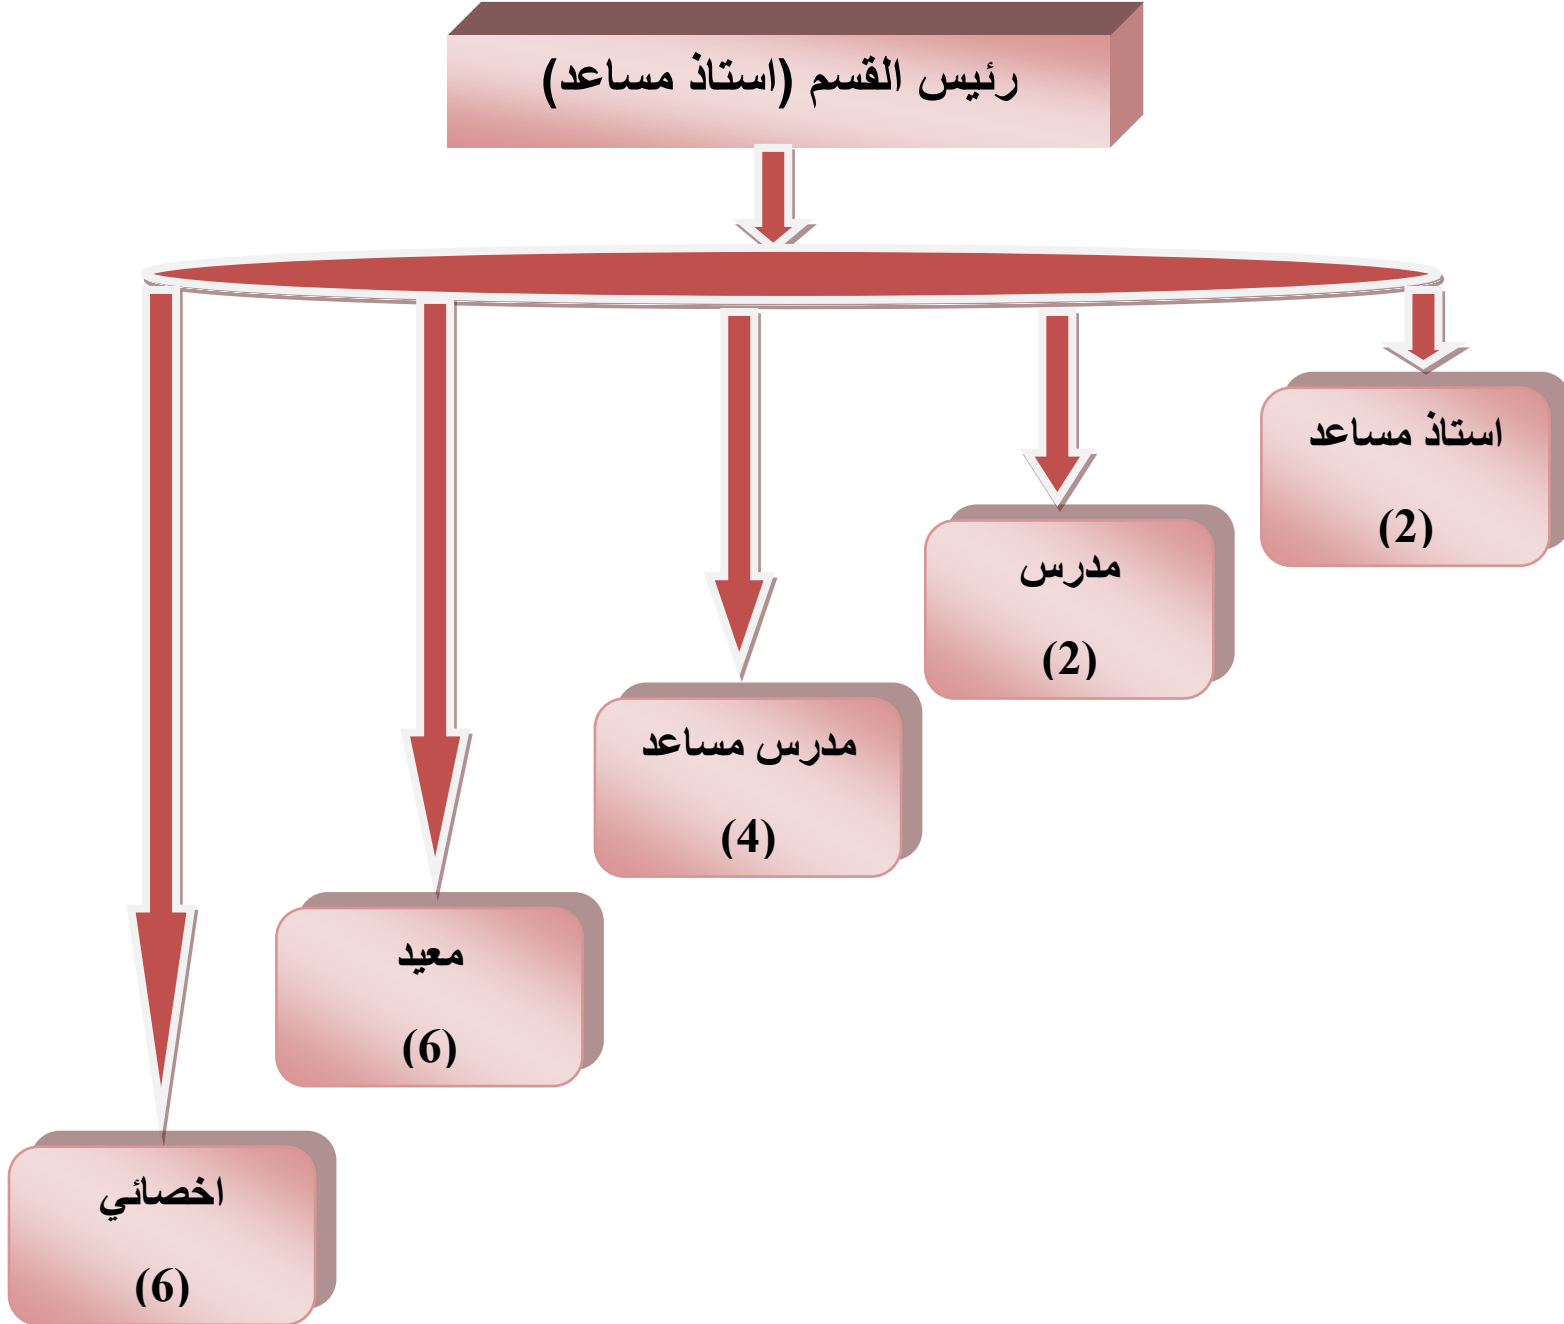 رئيس القسم (استاذ مساعد)
استاذ مساعد
(2)
مدرس
(2)
مدرس مساعد
(4)
معيد
(6)
اخصائي
(6)